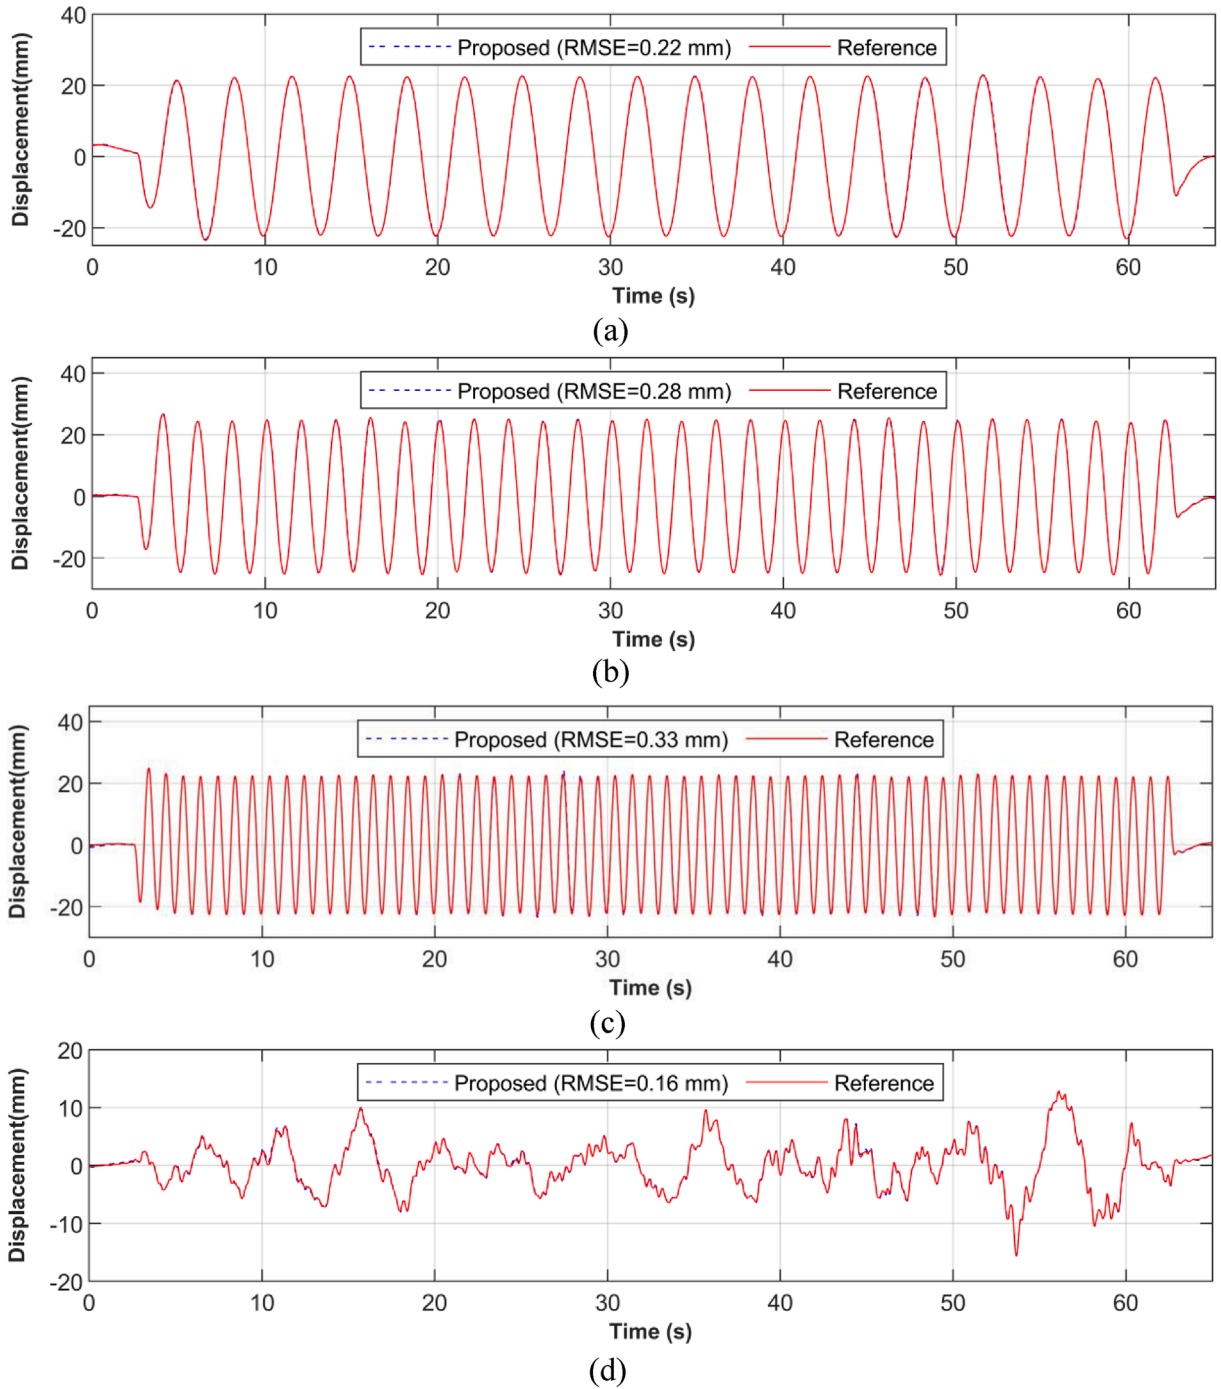 40
Proposed (RMSE=0.22 mm) Reference
20
0
-20
Displacement(mm)
0 10 20 30 40 50 60
Time (s)
(a)
40
Proposed (RMSE=0.28 mm) Reference
20
0
-20
Displacement(mm)
0 10 20 30 40 50 60
Time (s)
(b)
40
Proposed (RMSE=0.33 mm) Reference
20
0
-20
Displacement(mm)
0 10 20 30 40 50 60
Time (s)
(c)
20
Proposed (RMSE=0.16 mm) Reference
10
0
-10
-20
Displacement(mm)
0 10 20 30 40 50 60
Time (s)
(d)